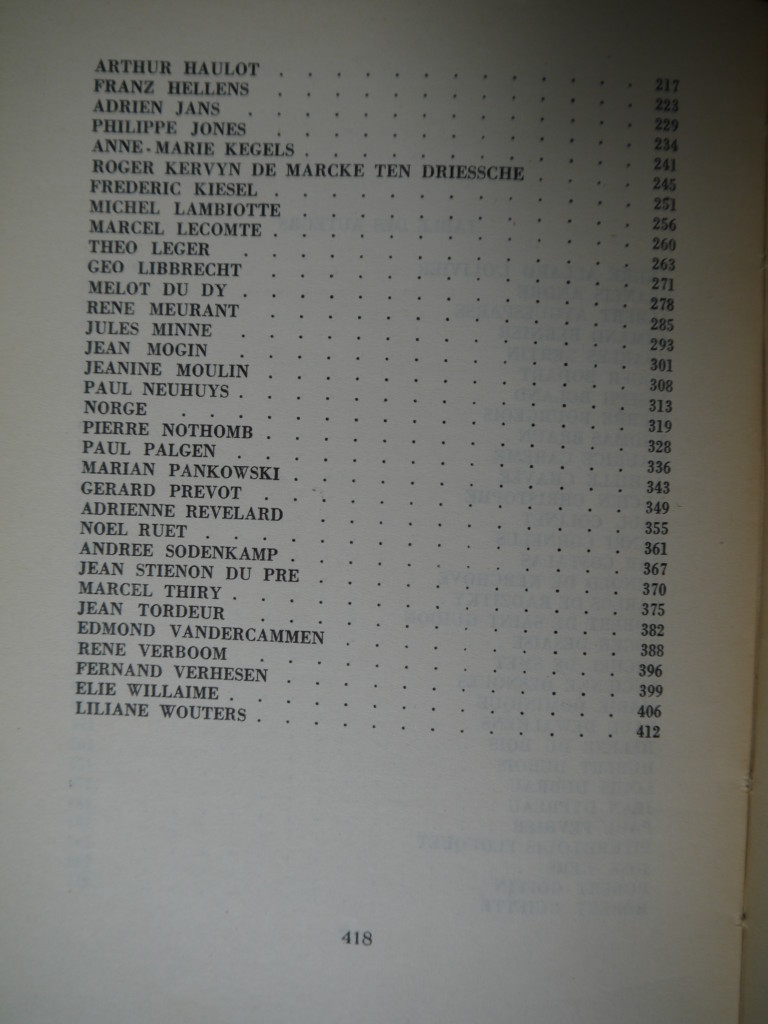 ARTHUR HAULOT . . . . . . . . . . . . . 217
FRANZ HELLENS . . . . . . . . . . . . . 223
ADRIEN JANS . . . . . . . . . . . . . . 229
PHILIPPE JONES . . . . . . . . . . . . . 234
ANNE-MARIE KEGELS . . . . . . . . . . . . 241
ROGER KERVYN DE MARCKE TEN DRIESSCHE . . . . 245
FREDERIC KIESEL . . . . . . . . . . . . . 251
MICHEL LAMBIOTTE . . . . . . . . . . . . 256
MARCEL LECOMTE . . . . . . . . . . . . . 260
THEO LEGER . . . . . . . . . . . . . . 263
GEO LIBBRECHT . . . . . . . . . . . . . 271
MELOT DU DY . . . . . . . . . . . . . . 278
RENE MEURANT . . . . . . . . . . . . . . 285
JULES MINNE . . . . . . . . . . . . . . 293
JEAN MOGIN . . . . . . . . . . . . . . 301
JEANINE MOULIN . . . . . . . . . . . . . 308
PAUL NEUHUYS . . . . . . . . . . . . . . 313
NORGE . . . . . . . . . . . . . . . . 319
PIERRE NOTHOMB . . . . . . . . . . . . . 328
PAUL PALGEN . . . . . . . . . . . . . . 336
MARIAN PANKOWSKI . . . . . . . . . . . . 343
GERARD PREVOT . . . . . . . . . . . . . 349
ADRIENNE REVELARD . . . . . . . . . . . . 355
NOEL RUET . . . . . . . . . . . . . . . 361
ANDREE SODENKAMP . . . . . . . . . . . . 367
JEAN STIENON DU PRE . . . . . . . . . . . 370
MARCEL THIRY . . . . . . . . . . . . . . 375
JEAN TORDEUR . . . . . . . . . . . . . . 382
EDMOND VANDERCAMMEN . . . . . . . . . . . 388
RENE VERBOOM . . . . . . . . . . . . . . 396
FERNAND VERHESEN . . . . . . . . . . . . 399
ELIE WILLAIME . . . . . . . . . . . . . 406
LILIANE WOUTERS . . . . . . . . . . . . . 412
418